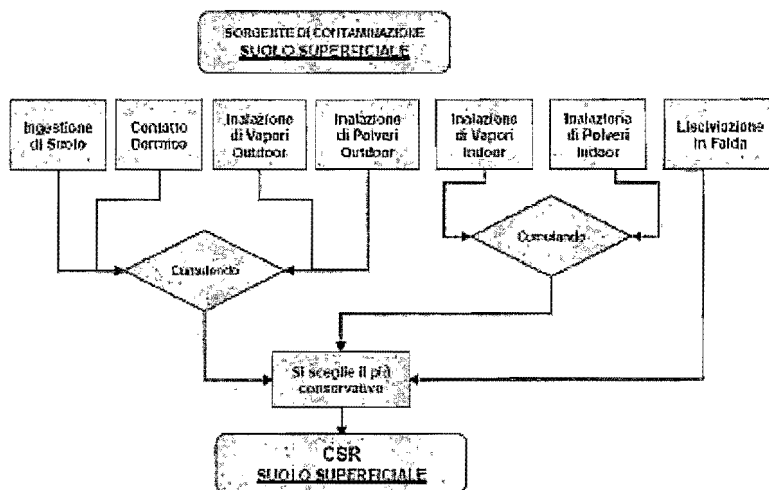 SORGENTE DI CONTAMINAZIONE
SUOLO SUPERFICIALE
Ingestione
di Suolo
Contatto
Dermico
Inalazione
di Vapori
Outdoor
Inalazione
di Polveri
Outdoor
Inalazione
di Vapori
Indoor
Inalazione
di Polveri
Indoor
Lisciviazione
in Falda
Cumulando
Cumulando
Si sceglie il più
conservativo
CSR
SUOLO SUPERFICIALE